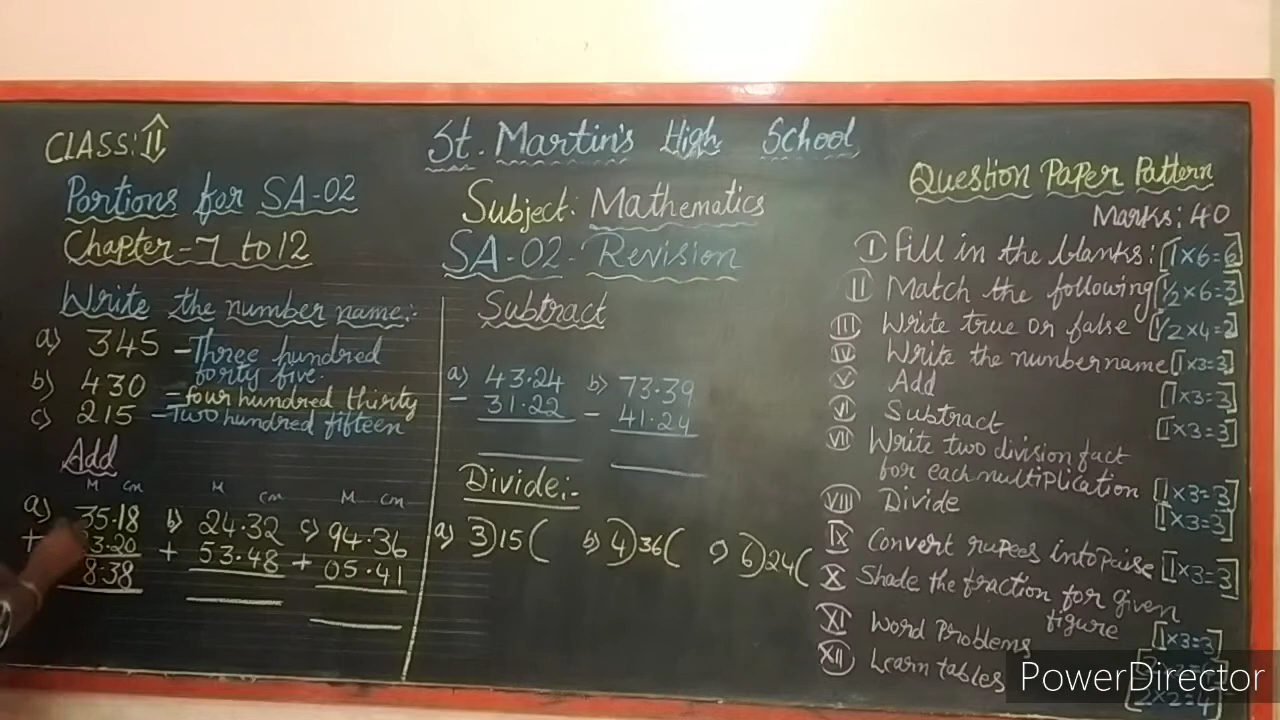 CLASS: II
St. Martin's High School
Portions for SA-02
Chapter-7 to 12
Subject: Mathematics
SA-02- Revision
Write the number name:-
a) 345 - Three hundred
forty five.
b) 430 - four hundred thirty
c) 215 - Two hundred fifteen
Add
M Cm
a) 35.18
+ 3.20
8.38
M Cm
b) 24.32
+ 53.48
M Cm
c) 94.36
+ 05.41
Subtract
a) 43.24
- 31.22
b) 73.39
- 41.24
Divide:-
a) 3)15( b) 4)36( c) 6)24(
Question Paper Pattern
Marks: 40
I Fill in the blanks: [1×6=6]
II Match the following [1/2×6=3]
III Write true or false [1/2×4=2]
IV Write the number name [1×3=3]
V Add [1×3=3]
VI Subtract [1×3=3]
VII Write two division fact
for each multiplication [1×3=3]
VIII Divide [1×3=3]
IX Convert rupees into paise [1×3=3]
X Shade the fraction for given
figure [1×3=3]
XI Word Problems
XII Learn tables [2×2=4]
PowerDirector